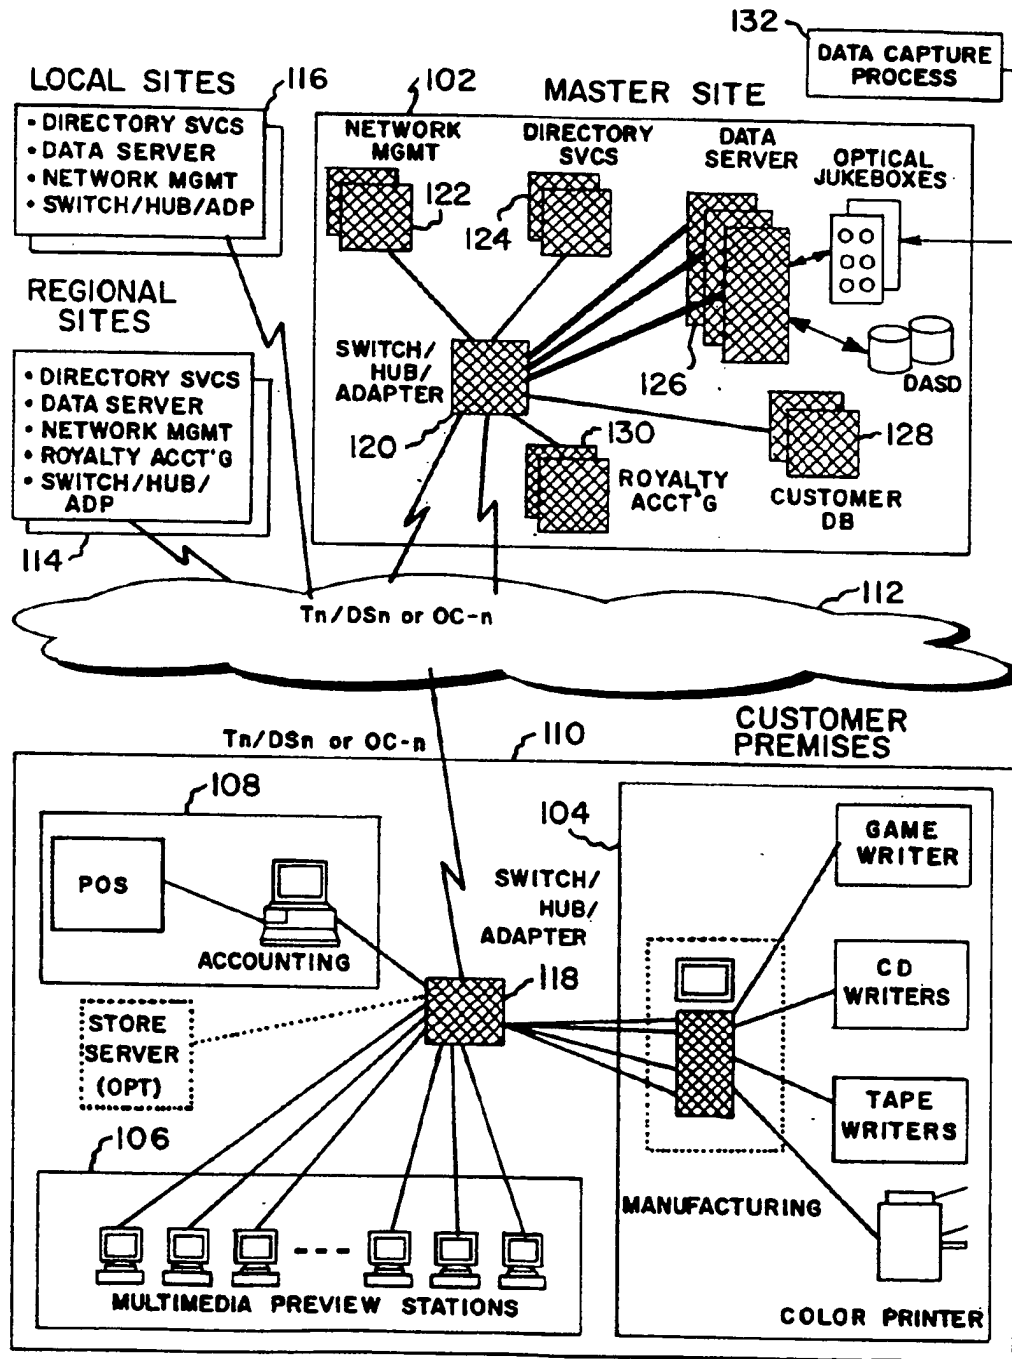 132
DATA CAPTURE
PROCESS
LOCAL SITES
116
• DIRECTORY SVCS
• DATA SERVER
• NETWORK MGMT
• SWITCH/HUB/ADP
102
MASTER SITE
NETWORK
MGMT
122
DIRECTORY
SVCS
124
DATA
SERVER
126
OPTICAL
JUKEBOXES
DASD
REGIONAL
SITES
• DIRECTORY SVCS
• DATA SERVER
• NETWORK MGMT
• ROYALTY ACCT'G
• SWITCH/HUB/
ADP
114
SWITCH/
HUB/
ADAPTER
120
130
ROYALTY
ACCT'G
128
CUSTOMER
DB
112
Tn/DSn or OC-n
CUSTOMER
PREMISES
Tn/DSn or OC-n
110
108
POS
ACCOUNTING
SWITCH/
HUB/
ADAPTER
118
STORE
SERVER
(OPT)
106
MULTIMEDIA PREVIEW STATIONS
104
GAME
WRITER
CD
WRITERS
TAPE
WRITERS
MANUFACTURING
COLOR PRINTER